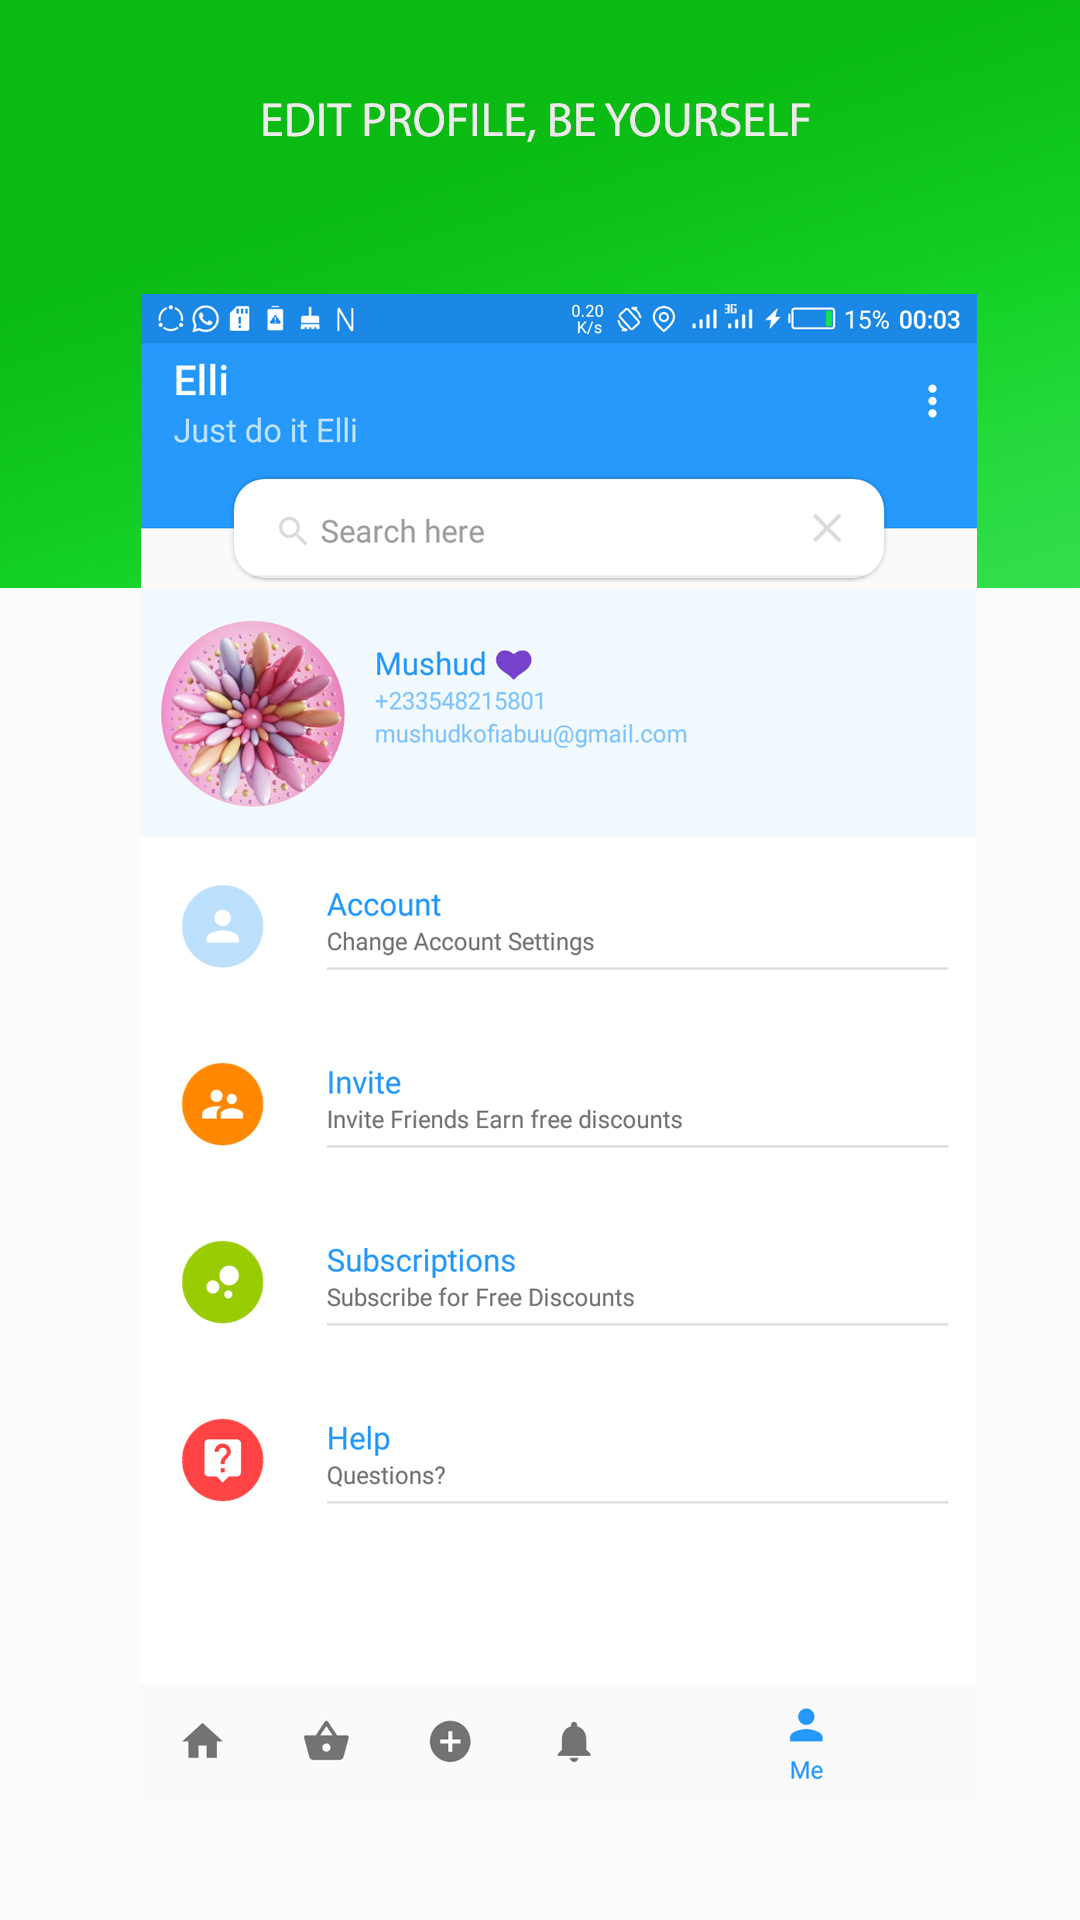 EDIT PROFILE, BE YOURSELF
0.20
K/s
3G
15% 00:03
Elli
Just do it Elli
Search here
Mushud 💜
+233548215801
mushudkofiabuu@gmail.com
Account
Change Account Settings
Invite
Invite Friends Earn free discounts
Subscriptions
Subscribe for Free Discounts
Help
Questions?
Me